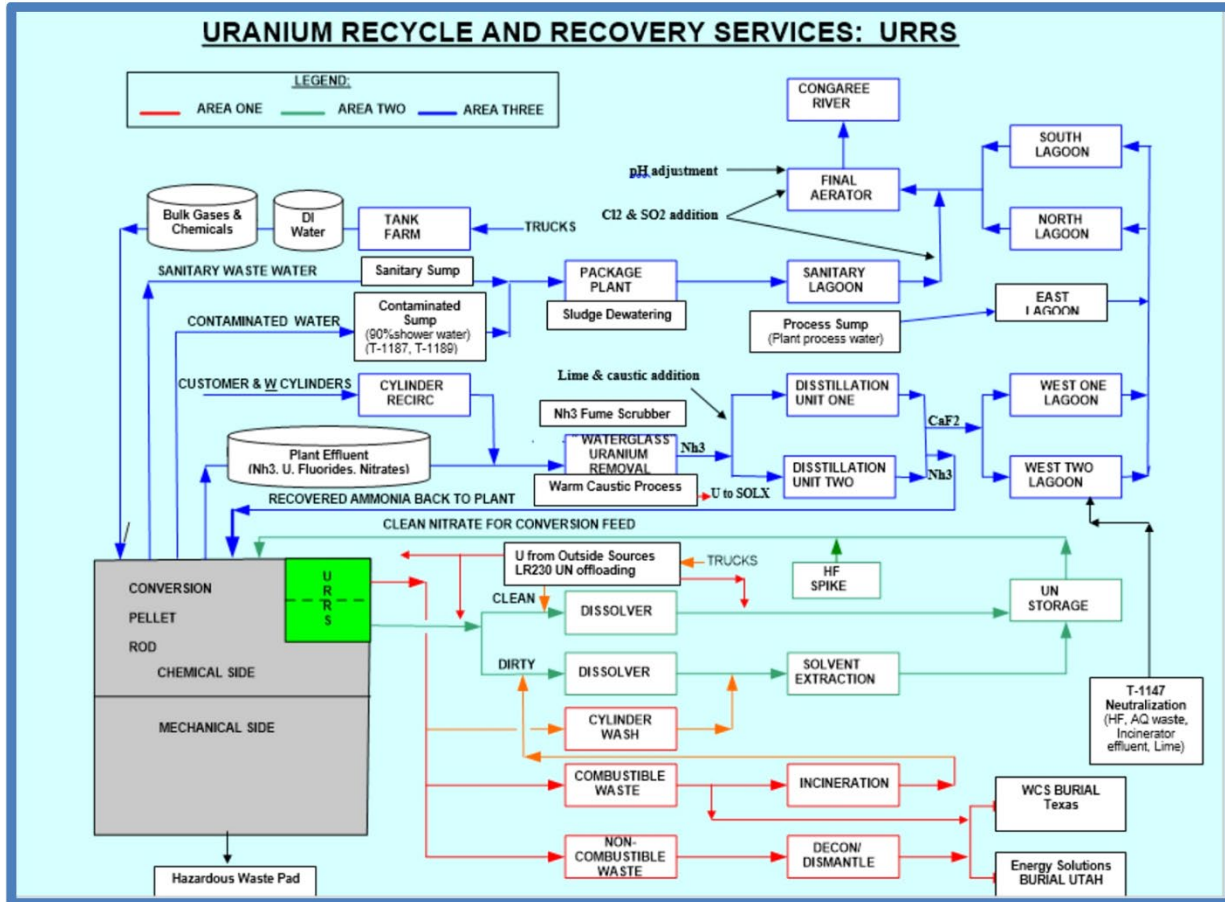 URANIUM RECYCLE AND RECOVERY SERVICES: URRS
LEGEND:
AREA ONE
AREA TWO
AREA THREE
CONGAREE
RIVER
SOUTH
LAGOON
pH adjustment
FINAL
AERATOR
Cl2 & SO2 addition
NORTH
LAGOON
Bulk Gases &
Chemicals
DI
Water
TANK
FARM
TRUCKS
SANITARY WASTE WATER
Sanitary Sump
PACKAGE
PLANT
Sludge Dewatering
SANITARY
LAGOON
EAST
LAGOON
CONTAMINATED WATER
Contaminated
Sump
(90%shower water)
(T-1187, T-1189)
Process Sump
(Plant process water)
CUSTOMER & W CYLINDERS
CYLINDER
RECIRC
Lime & caustic addition
Nh3 Fume Scrubber
DISSTILLATION
UNIT ONE
WEST ONE
LAGOON
CaF2
Plant Effluent
(Nh3, U, Fluorides, Nitrates)
WATERGLASS
URANIUM
REMOVAL
Warm Caustic Process
Nh3
DISSTILLATION
UNIT TWO
Nh3
WEST TWO
LAGOON
U to SOLX
RECOVERED AMMONIA BACK TO PLANT
CLEAN NITRATE FOR CONVERSION FEED
U from Outside Sources
LR230 UN offloading
TRUCKS
HF
SPIKE
UN
STORAGE
CONVERSION
PELLET
ROD
CHEMICAL SIDE
MECHANICAL SIDE
U
R
R
S
CLEAN
DISSOLVER
DIRTY
DISSOLVER
SOLVENT
EXTRACTION
CYLINDER
WASH
T-1147
Neutralization
(HF, AQ waste,
Incinerator
effluent, Lime)
COMBUSTIBLE
WASTE
INCINERATION
WCS BURIAL
Texas
NON-
COMBUSTIBLE
WASTE
DECON/
DISMANTLE
Energy Solutions
BURIAL UTAH
Hazardous Waste Pad